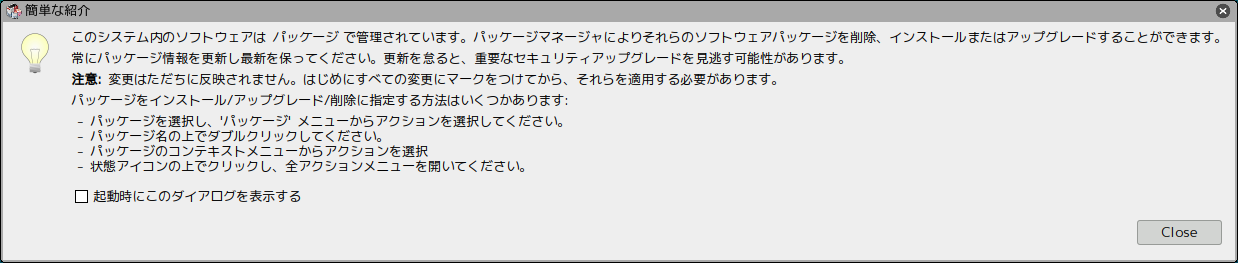 簡単な紹介
このシステム内のソフトウェアは パッケージ で管理されています。パッケージマネージャによりそれらのソフトウェアパッケージを削除、インストールまたはアップグレードすることができます。
常にパッケージ情報を更新し最新を保ってください。更新を怠ると、重要なセキュリティアップグレードを見逃す可能性があります。
注意: 変更はただちに反映されません。はじめにすべての変更にマークをつけてから、それらを適用する必要があります。
パッケージをインストール/アップグレード/削除に指定する方法はいくつかあります:
- パッケージを選択し、'パッケージ' メニューからアクションを選択してください。
- パッケージ名の上でダブルクリックしてください。
- パッケージのコンテキストメニューからアクションを選択
- 状態アイコンの上でクリックし、全アクションメニューを開いてください。
起動時にこのダイアログを表示する
Close